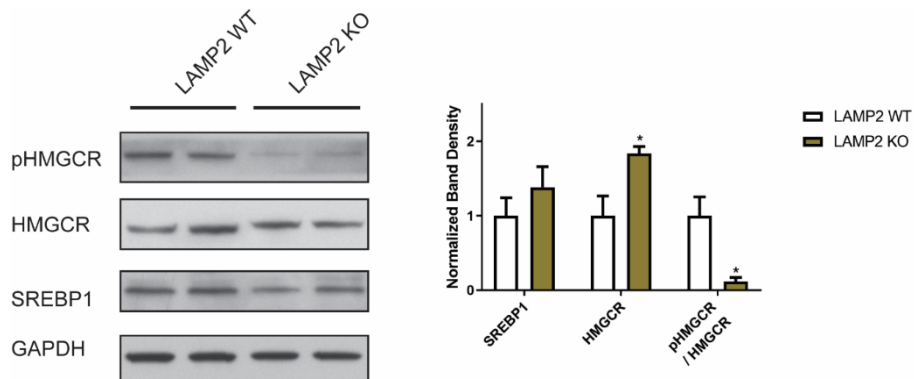 LAMP2 WT
LAMP2 KO
pHMGCR
HMGCR
SREBP1
GAPDH
Normalized Band Density
2
1
0
*
*
SREBP1
HMGCR
pHMGCR
/ HMGCR
LAMP2 WT
LAMP2 KO